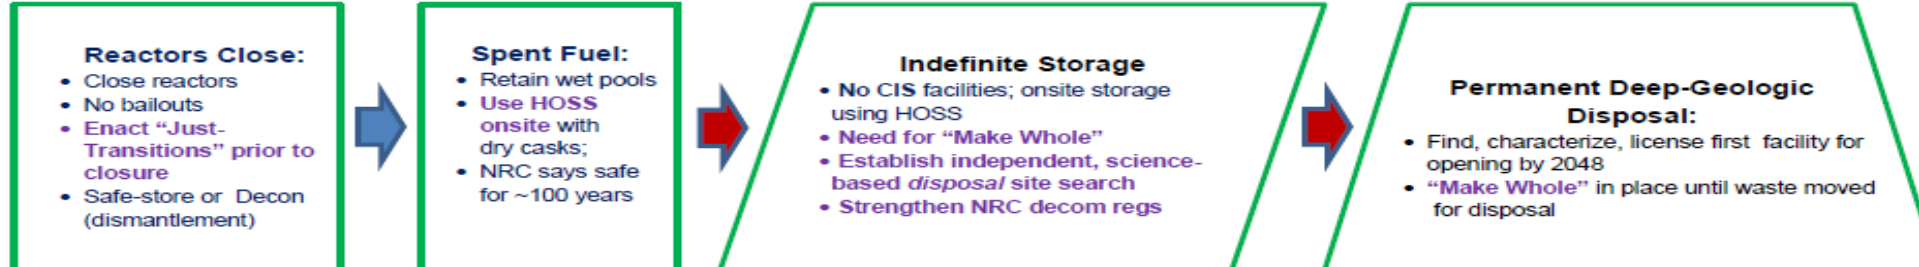 Reactors Close:
• Close reactors
• No bailouts
• Enact “Just-
Transitions” prior to
closure
• Safe-store or Decon
(dismantlement)
Spent Fuel:
• Retain wet pools
• Use HOSS
onsite with
dry casks;
• NRC says safe
for ~100 years
Indefinite Storage
• No CIS facilities; onsite storage
using HOSS
• Need for “Make Whole”
• Establish independent, science-
based disposal site search
• Strengthen NRC decom regs
Permanent Deep-Geologic
Disposal:
• Find, characterize, license first facility for
opening by 2048
• “Make Whole” in place until waste moved
for disposal